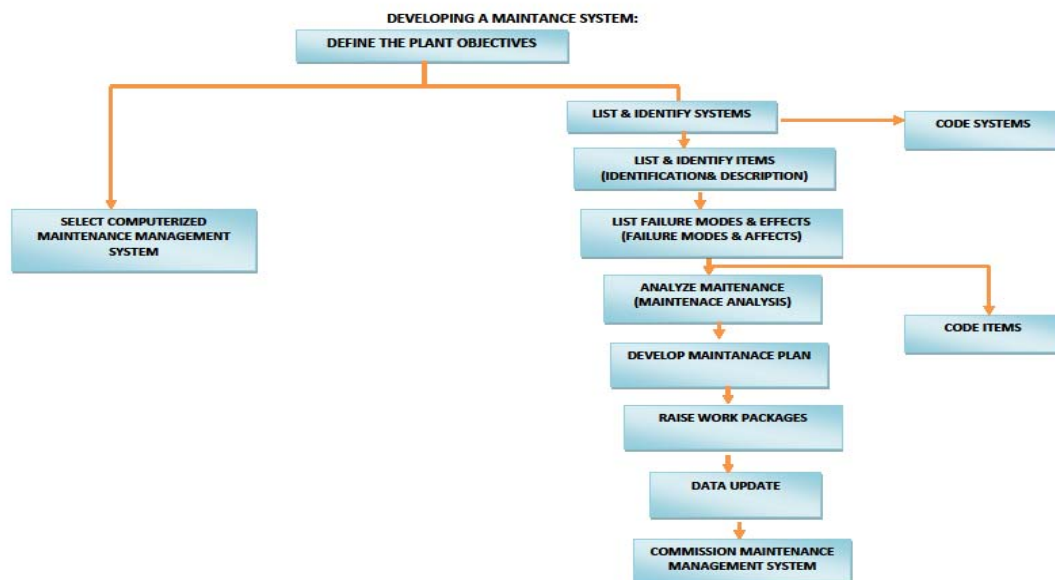 DEVELOPING A MAINTANCE SYSTEM:
DEFINE THE PLANT OBJECTIVES
LIST & IDENTIFY SYSTEMS
CODE SYSTEMS
LIST & IDENTIFY ITEMS
(IDENTIFICATION& DESCRIPTION)
SELECT COMPUTERIZED
MAINTENANCE MANAGEMENT
SYSTEM
LIST FAILURE MODES & EFFECTS
(FAILURE MODES & AFFECTS)
ANALYZE MAITENANCE
(MAINTENACE ANALYSIS)
CODE ITEMS
DEVELOP MAINTANACE PLAN
RAISE WORK PACKAGES
DATA UPDATE
COMMISSION MAINTENANCE
MANAGEMENT SYSTEM